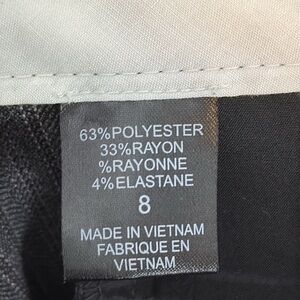 63%POLYESTER
33%RAYON
%RAYONNE
4%ELASTANE
8
MADE IN VIETNAM
FABRIQUE EN
VIETNAM